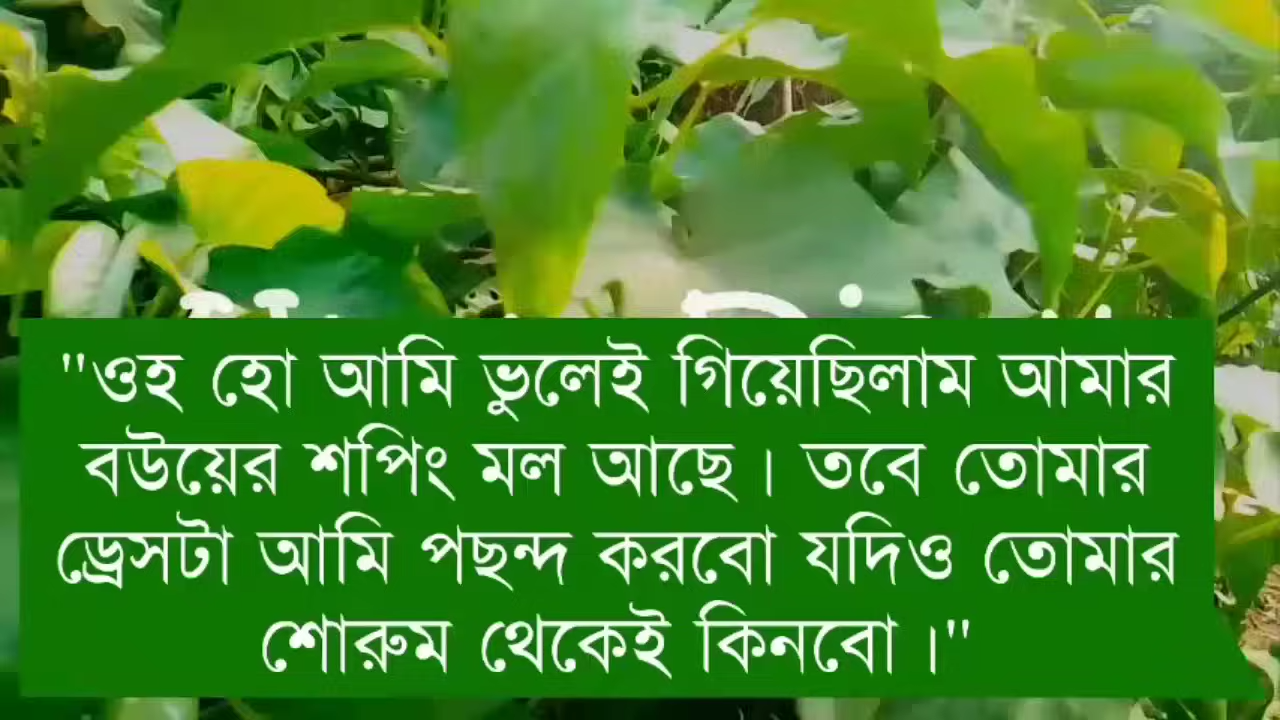 "ওহ হো আমি ভুলেই গিয়েছিলাম আমার
বউয়ের শপিং মল আছে। তবে তোমার
ড্রেসটা আমি পছন্দ করবো যদিও তোমার
শোরুম থেকেই কিনবো।"